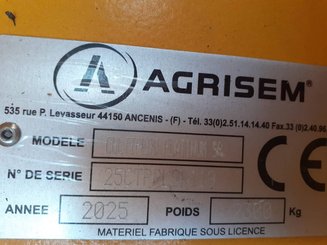 AGRISEM®
535 rue P. Levasseur 44150 ANCENIS - (F) - Tél. 33(0)2.51.14.14.40 Fax.33 (0)2.40.96
MODELE
N° DE SERIE
ANNEE 2025 POIDS Kg
MATERIEL FABRIQUE SOUS LICENCE
CE